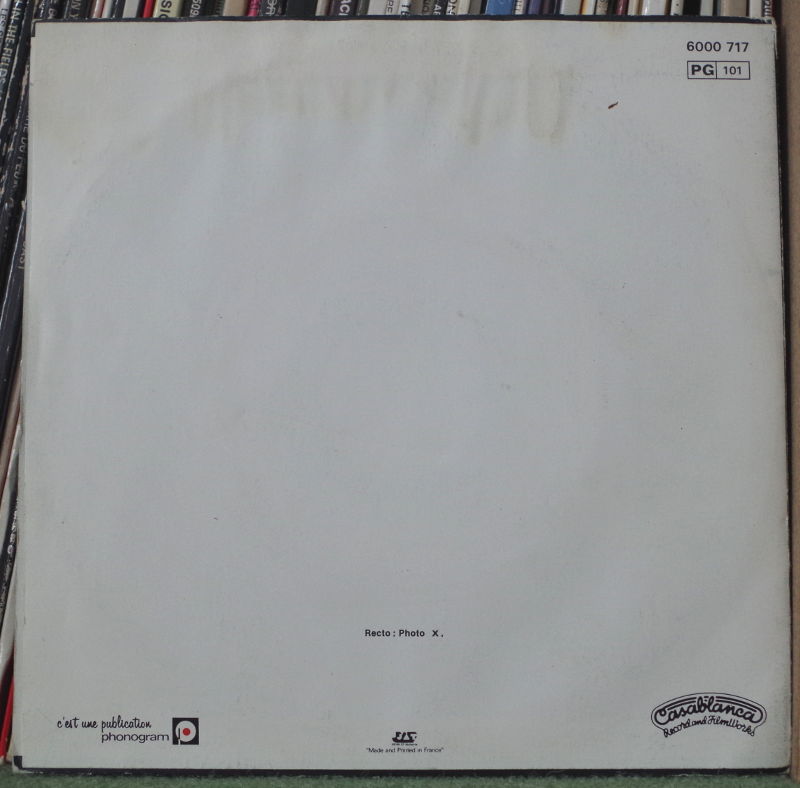 6000 717
PG 101
Recto : Photo X.
c'est une publication
phonogram
Casablanca
Record and FilmWorks
"Made and Printed in France"